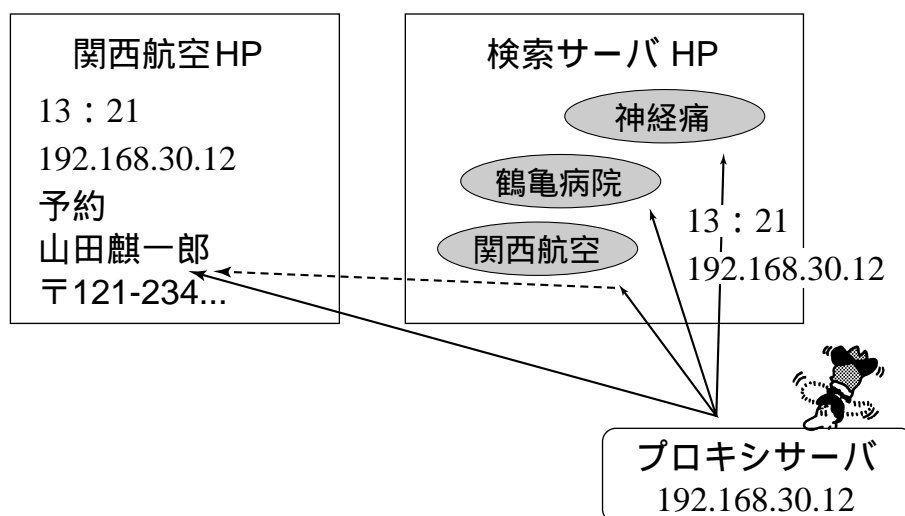 関西航空HP
13：21
192.168.30.12
予約
山田麒一郎
〒121-234...
検索サーバ HP
神経痛
鶴亀病院
関西航空
13：21
192.168.30.12
プロキシサーバ
192.168.30.12